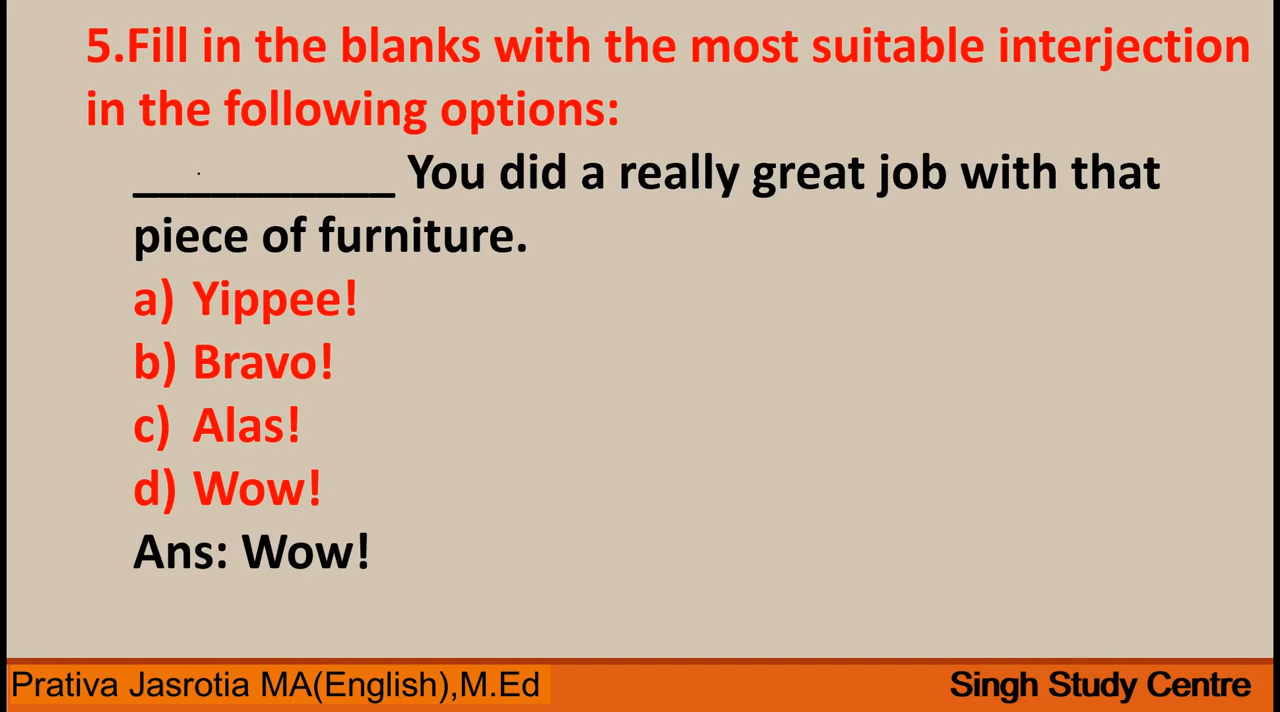 5.Fill in the blanks with the most suitable interjection
in the following options:
__________ You did a really great job with that
piece of furniture.
a) Yippee!
b) Bravo!
c) Alas!
d) Wow!
Ans: Wow!
Prativa Jasrotia MA(English),M.Ed
Singh Study Centre